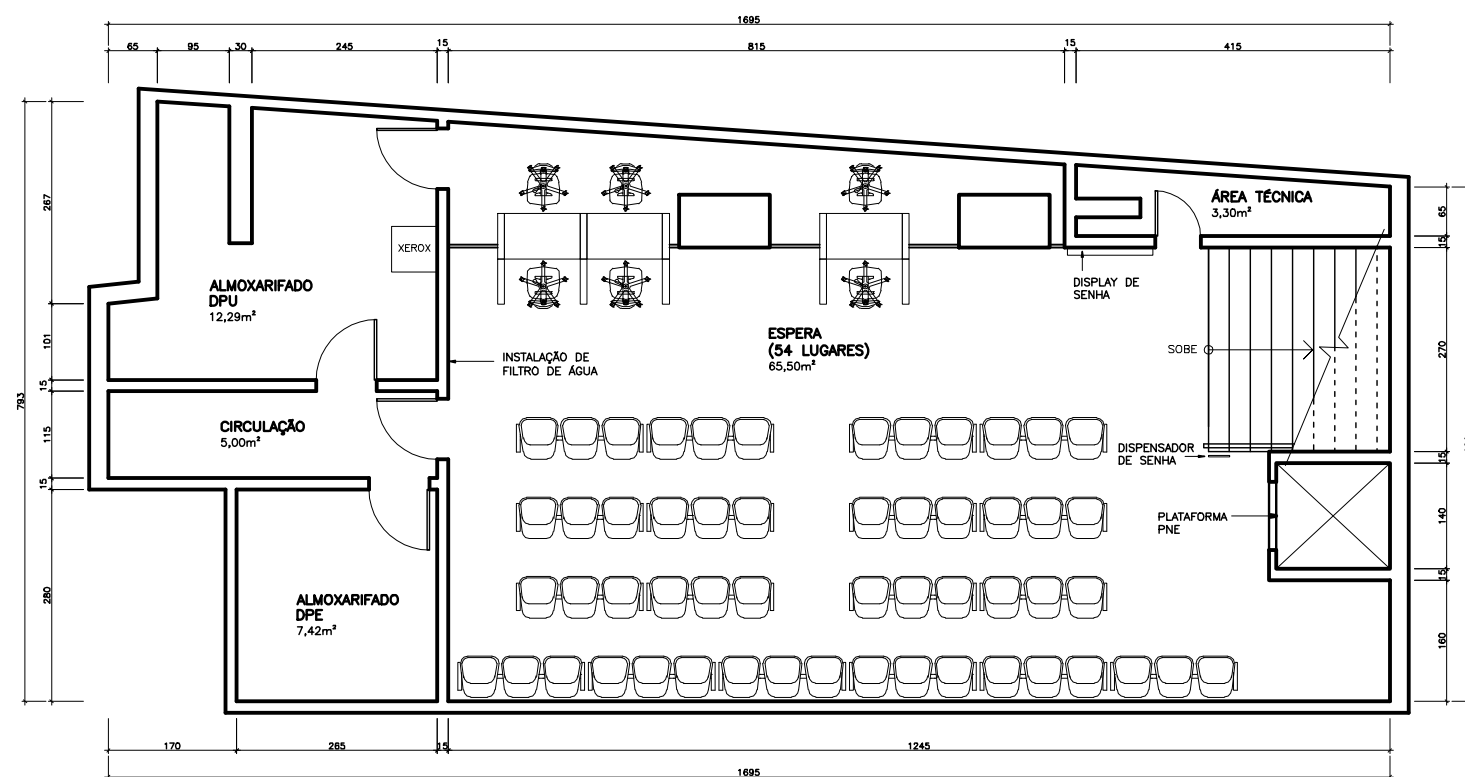 1695
65
95
30
245
15
815
15
415
793
267
101
15
115
15
280
XEROX
ALMOXARIFADO
DPU
12,29m²
INSTALAÇÃO DE
FILTRO DE ÁGUA
CIRCULAÇÃO
5,00m²
ALMOXARIFADO
DPE
7,42m²
ESPERA
(54 LUGARES)
65,50m²
ÁREA TÉCNICA
3,30m²
DISPLAY DE
SENHA
SOBE
DISPENSADOR
DE SENHA
PLATAFORMA
PNE
65
15
270
15
140
15
160
170
265
15
1245
1695